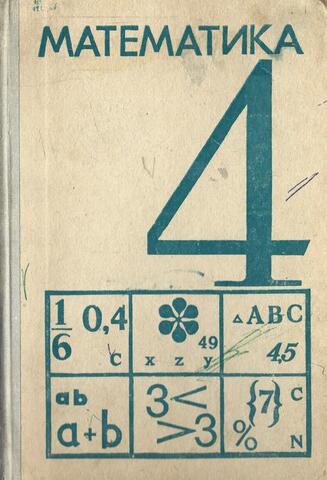 МАТЕМАТИКА
4
1/6 0,4
с
49
x z y
△ABC
4,5
ab
a+b
3<
>3
{7} C
% N